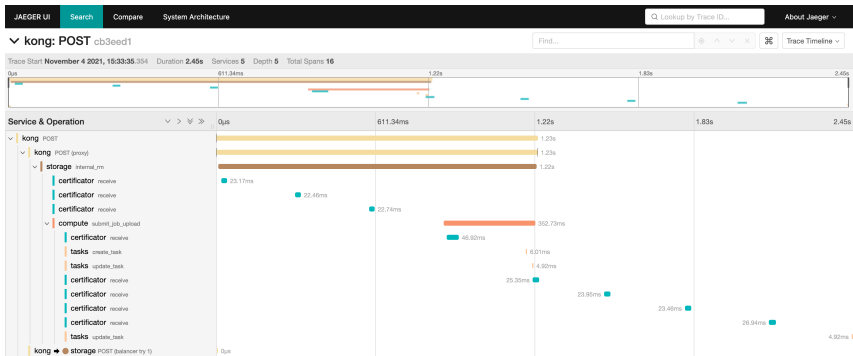 JAEGER UI Search Compare System Architecture Lookup by Trace ID... About Jaeger
kong: POST cb3eed1 Find... Trace Timeline
Trace Start November 4 2021, 15:33:35.394 Duration 2.45s Services 5 Depth 5 Total Spans 16
0μs 611.34ms 1.22s 1.83s 2.45s
Service & Operation 0μs 611.34ms 1.22s 1.83s 2.45s
kong POST 1.23s
kong POST (proxy) 1.23s
storage internal_rm 1.22s
certificator receive 23.17ms
certificator receive 22.46ms
certificator receive 22.74ms
compute submit_job_upload 352.73ms
certificator receive 46.92ms
tasks create_task 6.01ms
tasks update_task 4.92ms
certificator receive 25.35ms
certificator receive 23.95ms
certificator receive 23.46ms
certificator receive 26.94ms
tasks update_task 4.92ms
kong → storage POST (balancer try 1) 0μs